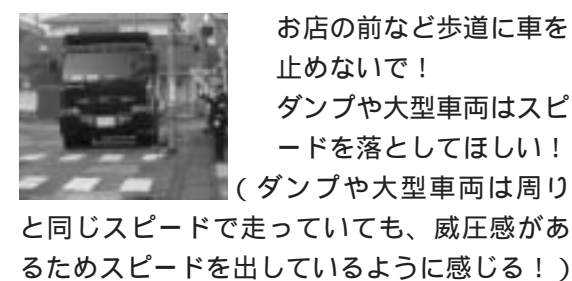 お店の前など歩道に車を
止めないで！
ダンプや大型車両はスピ
ードを落としてほしい！
（ダンプや大型車両は周り
と同じスピードで走っていても、威圧感があ
るためスピードを出しているように感じる！）